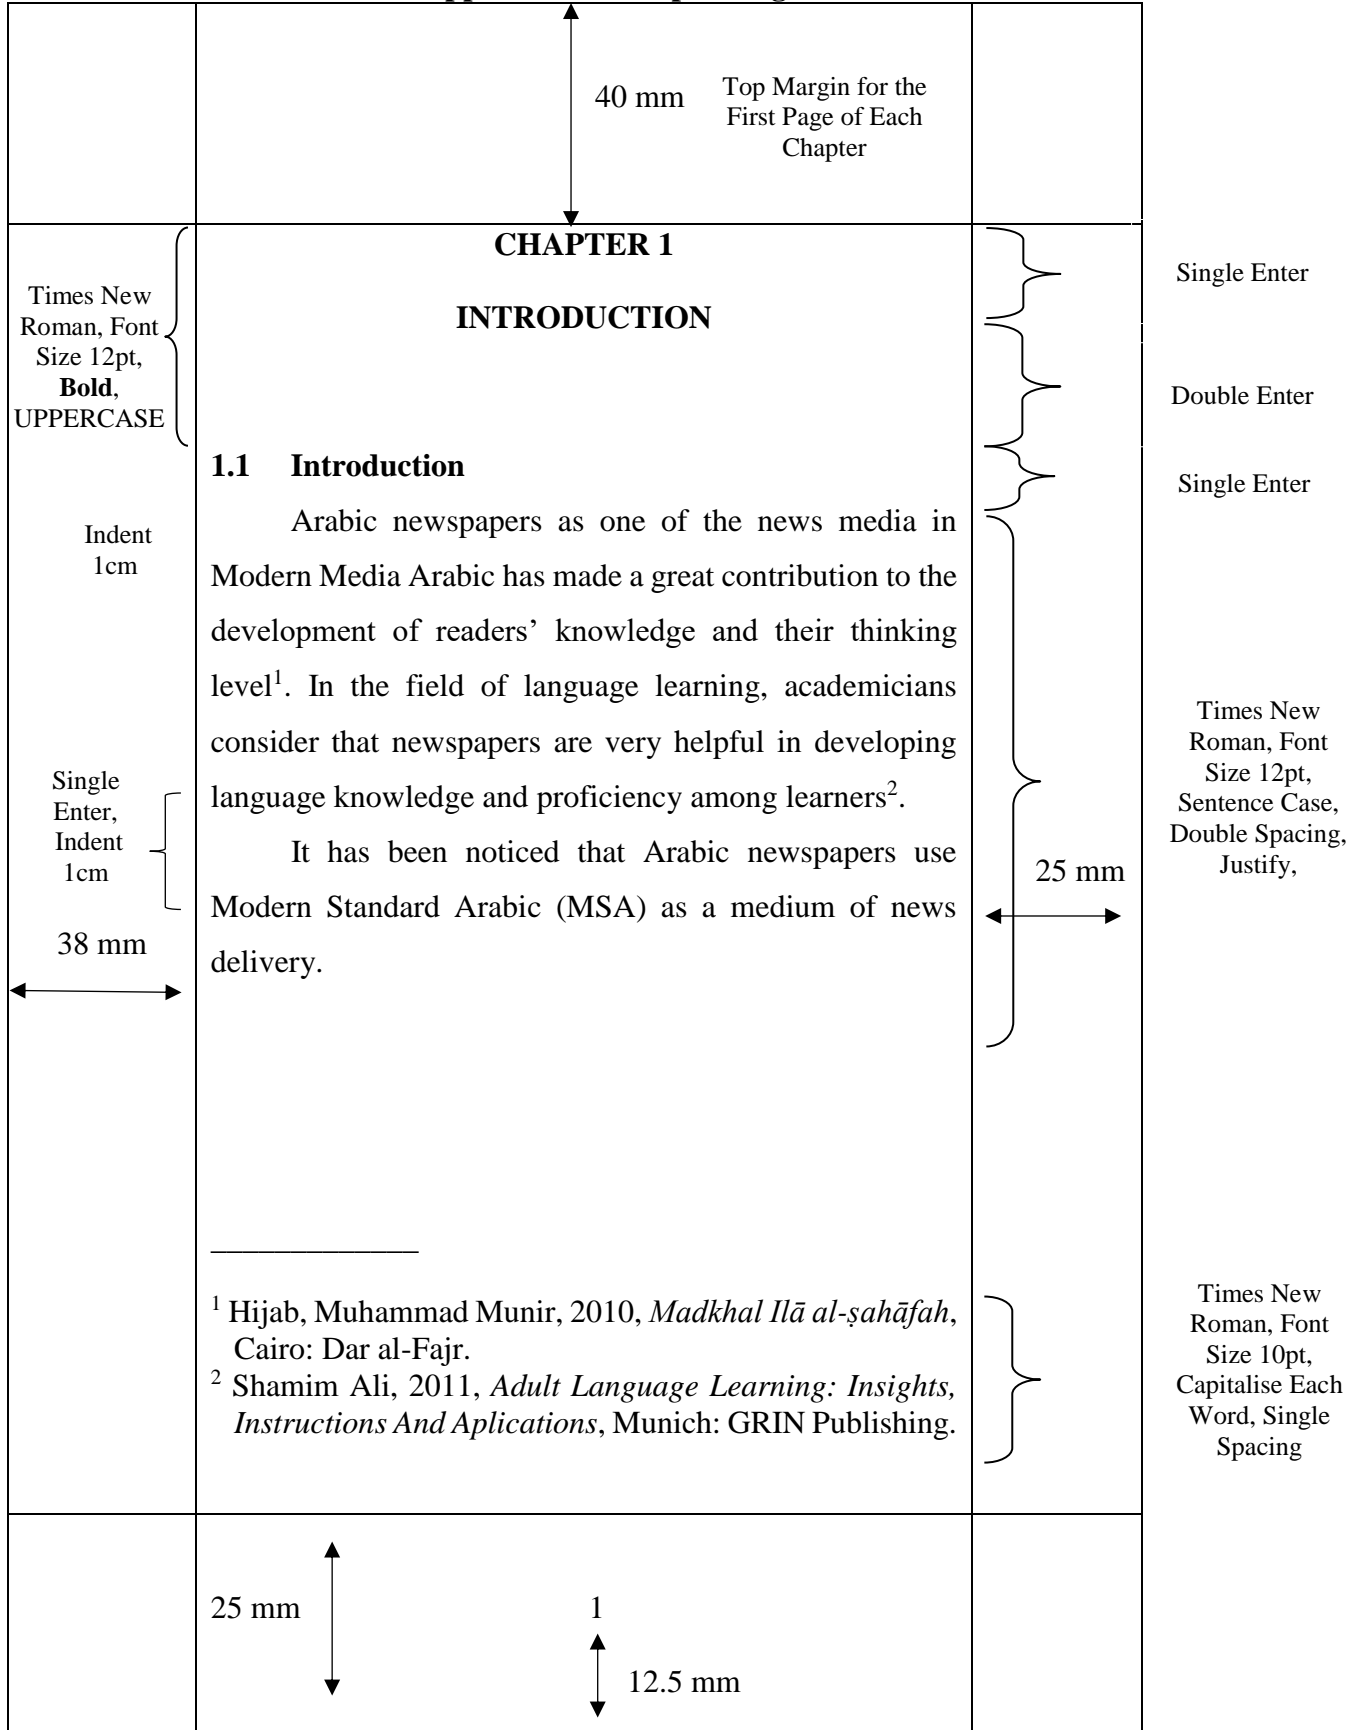 40 mm
Top Margin for the
First Page of Each
Chapter
CHAPTER 1
INTRODUCTION
Single Enter
Times New
Roman, Font
Size 12pt,
Bold,
UPPERCASE
Double Enter
1.1 Introduction
Single Enter
Indent
1cm
Arabic newspapers as one of the news media in
Modern Media Arabic has made a great contribution to the
development of readers’ knowledge and their thinking
level1. In the field of language learning, academicians
consider that newspapers are very helpful in developing
language knowledge and proficiency among learners2.
Single
Enter,
Indent
1cm
It has been noticed that Arabic newspapers use
Modern Standard Arabic (MSA) as a medium of news
delivery.
38 mm
25 mm
Times New
Roman, Font
Size 12pt,
Sentence Case,
Double Spacing,
Justify,
1 Hijab, Muhammad Munir, 2010, Madkhal Ilā al-ṣahāfah,
Cairo: Dar al-Fajr.
2 Shamim Ali, 2011, Adult Language Learning: Insights,
Instructions And Aplications, Munich: GRIN Publishing.
Times New
Roman, Font
Size 10pt,
Capitalise Each
Word, Single
Spacing
25 mm
1
12.5 mm